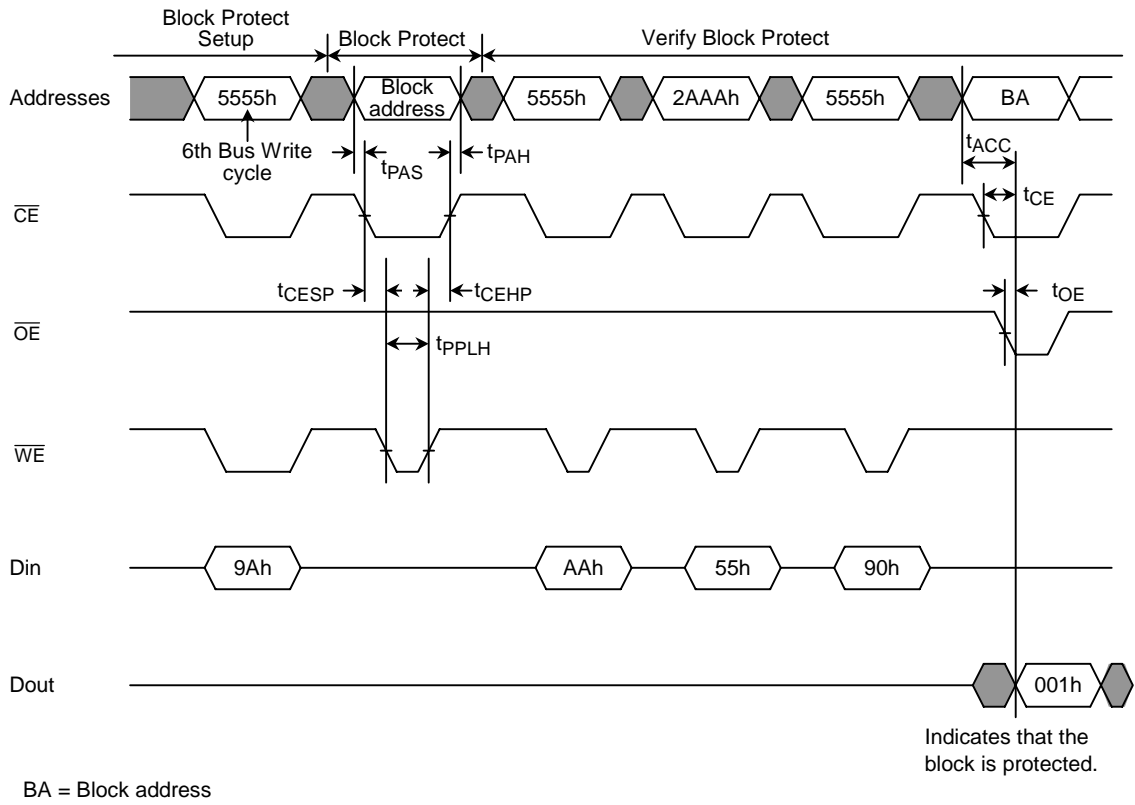 Block Protect
Setup
Block Protect
Verify Block Protect
Addresses
5555h
Block
address
5555h
2AAAh
5555h
BA
6th Bus Write
cycle
tPAS
tPAH
tACC
CE
tCE
tCESP
tCEHP
tOE
OE
tPPLH
WE
Din
9Ah
AAh
55h
90h
Dout
001h
Indicates that the
block is protected.
BA = Block address